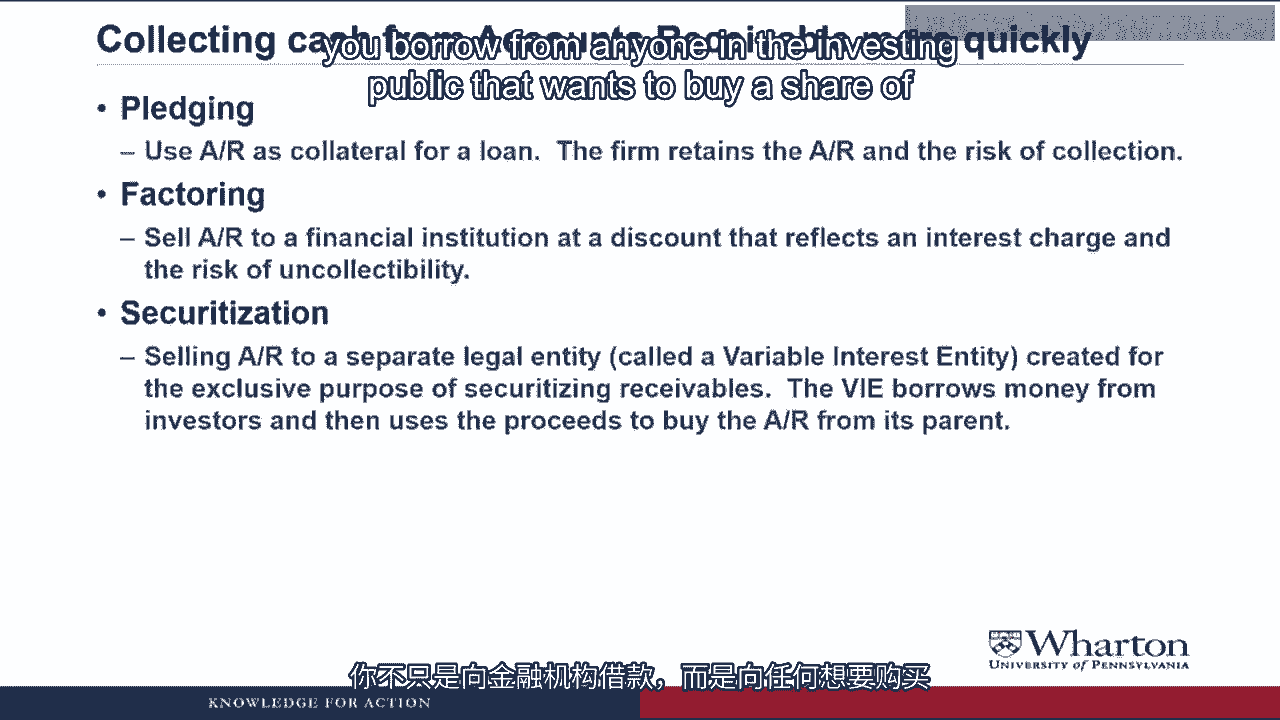 Collecting cash from Accounts Receivable more quickly
you borrow from anyone in the investing
public that wants to buy a share of
• Pledging
– Use A/R as collateral for a loan. The firm retains the A/R and the risk of collection.
• Factoring
– Sell A/R to a financial institution at a discount that reflects an interest charge and
the risk of uncollectibility.
• Securitization
– Selling A/R to a separate legal entity (called a Variable Interest Entity) created for
the exclusive purpose of securitizing receivables. The VIE borrows money from
investors and then uses the proceeds to buy the A/R from its parent.
Wharton
UNIVERSITY of PENNSYLVANIA
你不只是向金融机构借款，而是向任何想要购买
KNOWLEDGE FOR ACTION